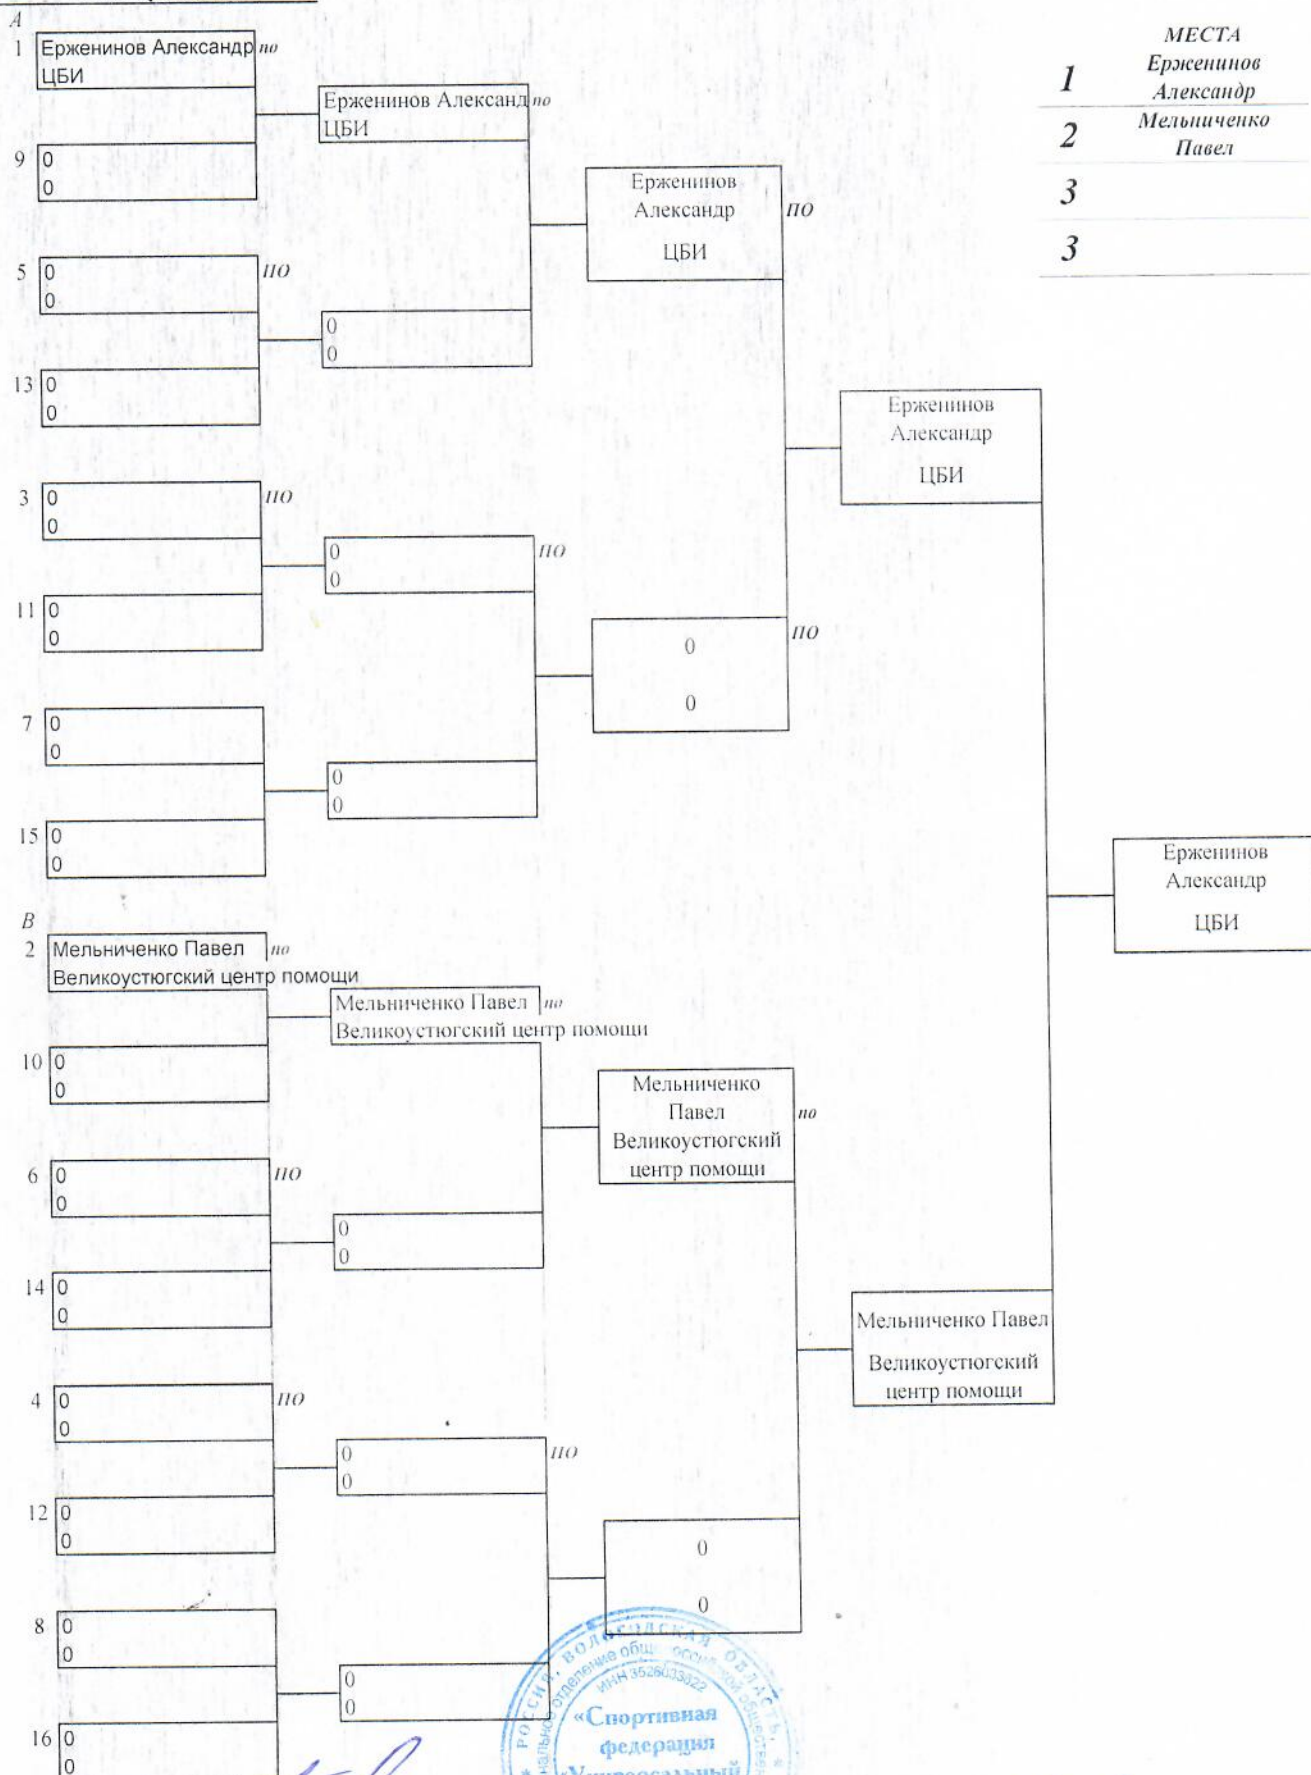 A
1 Ерженинов Александр по
ЦБИ
Ерженинов Александ по
ЦБИ
9 0
0
Ерженинов
Александр ПО
ЦБИ
5 0 ПО
0
0
0
13 0
0
Ерженинов
Александр
ЦБИ
3 0 ПО
0
0 ПО
0
11 0
0
0 ПО
0
7 0
0
0
0
15 0
0
Ерженинов
Александр
ЦБИ
B
2 Мельниченко Павел по
Великоустюгский центр помощи
Мельниченко Павел по
Великоустюгский центр помощи
10 0
0
Мельниченко
Павел по
Великоустюгский
центр помощи
6 0 ПО
0
0
0
14 0
0
Мельниченко Павел
Великоустюгский
центр помощи
4 0 ПО
0
0 ПО
0
12 0
0
0
0
8 0
0
0
0
16 0
0
МЕСТА
1 Ерженинов
Александр
2 Мельниченко
Павел
3
3
РОССИЯ, ВОЛОГОДСКАЯ ОБЛАСТЬ,
ИНН 3526033822
«Спортивная
федерация